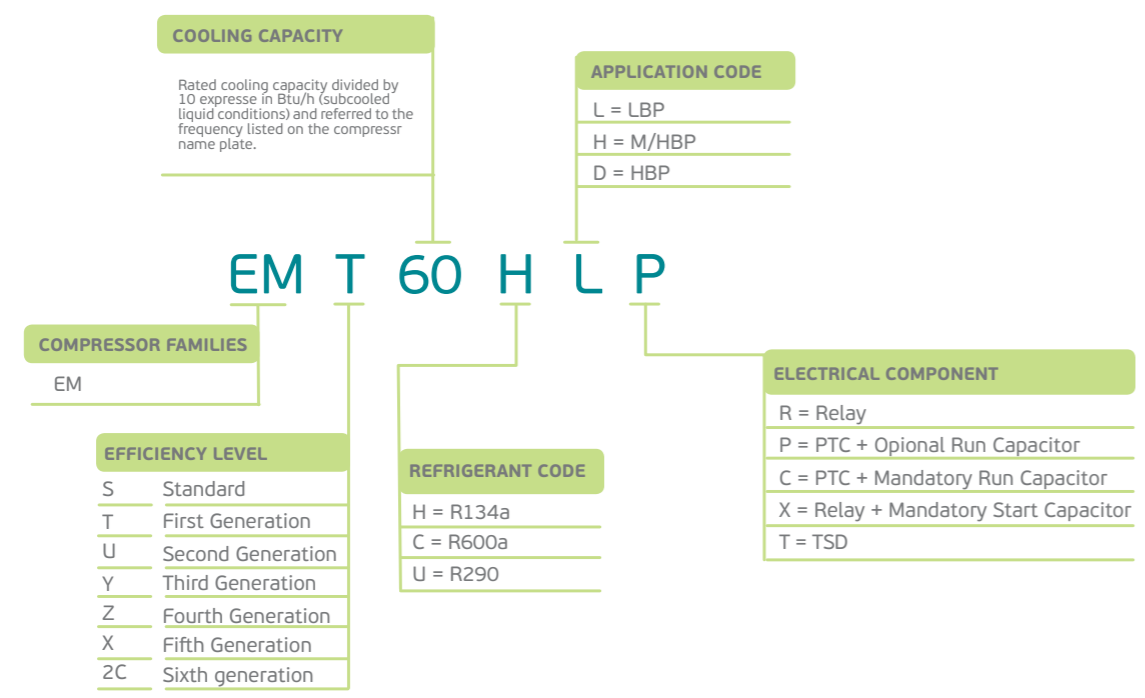 COOLING CAPACITY
Rated cooling capacity divided by
10 expresse in Btu/h (subcooled
liquid conditions) and referred to the
frequency listed on the compressr
name plate.
APPLICATION CODE
L = LBP
H = M/HBP
D = HBP
EM T 60 H L P
COMPRESSOR FAMILIES
EM
EFFICIENCY LEVEL
S Standard
T First Generation
U Second Generation
Y Third Generation
Z Fourth Generation
X Fifth Generation
2C Sixth generation
REFRIGERANT CODE
H = R134a
C = R600a
U = R290
ELECTRICAL COMPONENT
R = Relay
P = PTC + Opional Run Capacitor
C = PTC + Mandatory Run Capacitor
X = Relay + Mandatory Start Capacitor
T = TSD